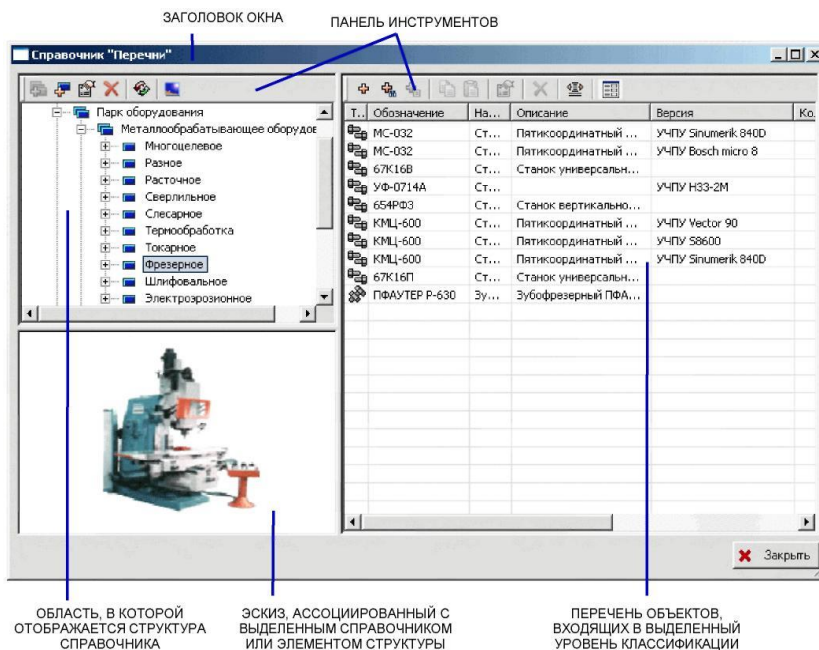 ЗАГОЛОВОК ОКНА
ПАНЕЛЬ ИНСТРУМЕНТОВ
Справочник "Перечни"
Парк оборудования
Металлообрабатывающее оборудов
Многоцелевое
Разное
Расточное
Сверлильное
Слесарное
Термообработка
Токарное
Фрезерное
Шлифовальное
Электроэрозионное
Т... Обозначение На... Описание Версия Ко.
МС-032 Ст... Пятикоординатный ... УЧПУ Sinumerik 840D
МС-032 Ст... Пятикоординатный ... УЧПУ Bosch micro 8
67К16В Ст... Станок универсальн...
УФ-0714А Ст... УЧПУ Н33-2М
654РФ3 Ст... Станок вертикально...
КМЦ-600 Ст... Пятикоординатный ... УЧПУ Vector 90
КМЦ-600 Ст... Пятикоординатный ... УЧПУ S8600
КМЦ-600 Ст... Пятикоординатный ... УЧПУ Sinumerik 840D
67К16П Ст... Станок универсальн...
ПФАУТЕР Р-630 Зу... Зубофрезерный ПФА...
Закрыть
ОБЛАСТЬ, В КОТОРОЙ
ОТОБРАЖАЕТСЯ СТРУКТУРА
СПРАВОЧНИКА
ЭСКИЗ, АССОЦИИРОВАННЫЙ С
ВЫДЕЛЕННЫМ СПРАВОЧНИКОМ
ИЛИ ЭЛЕМЕНТОМ СТРУКТУРЫ
ПЕРЕЧЕНЬ ОБЪЕКТОВ,
ВХОДЯЩИХ В ВЫДЕЛЕННЫЙ
УРОВЕНЬ КЛАССИФИКАЦИИ